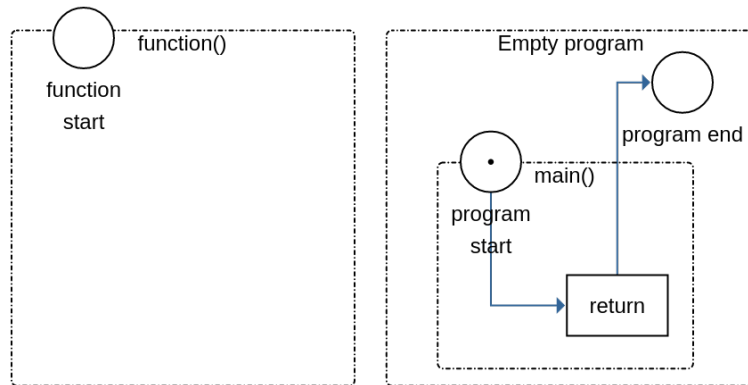 function()
function
start
Empty program
program end
main()
program
start
return